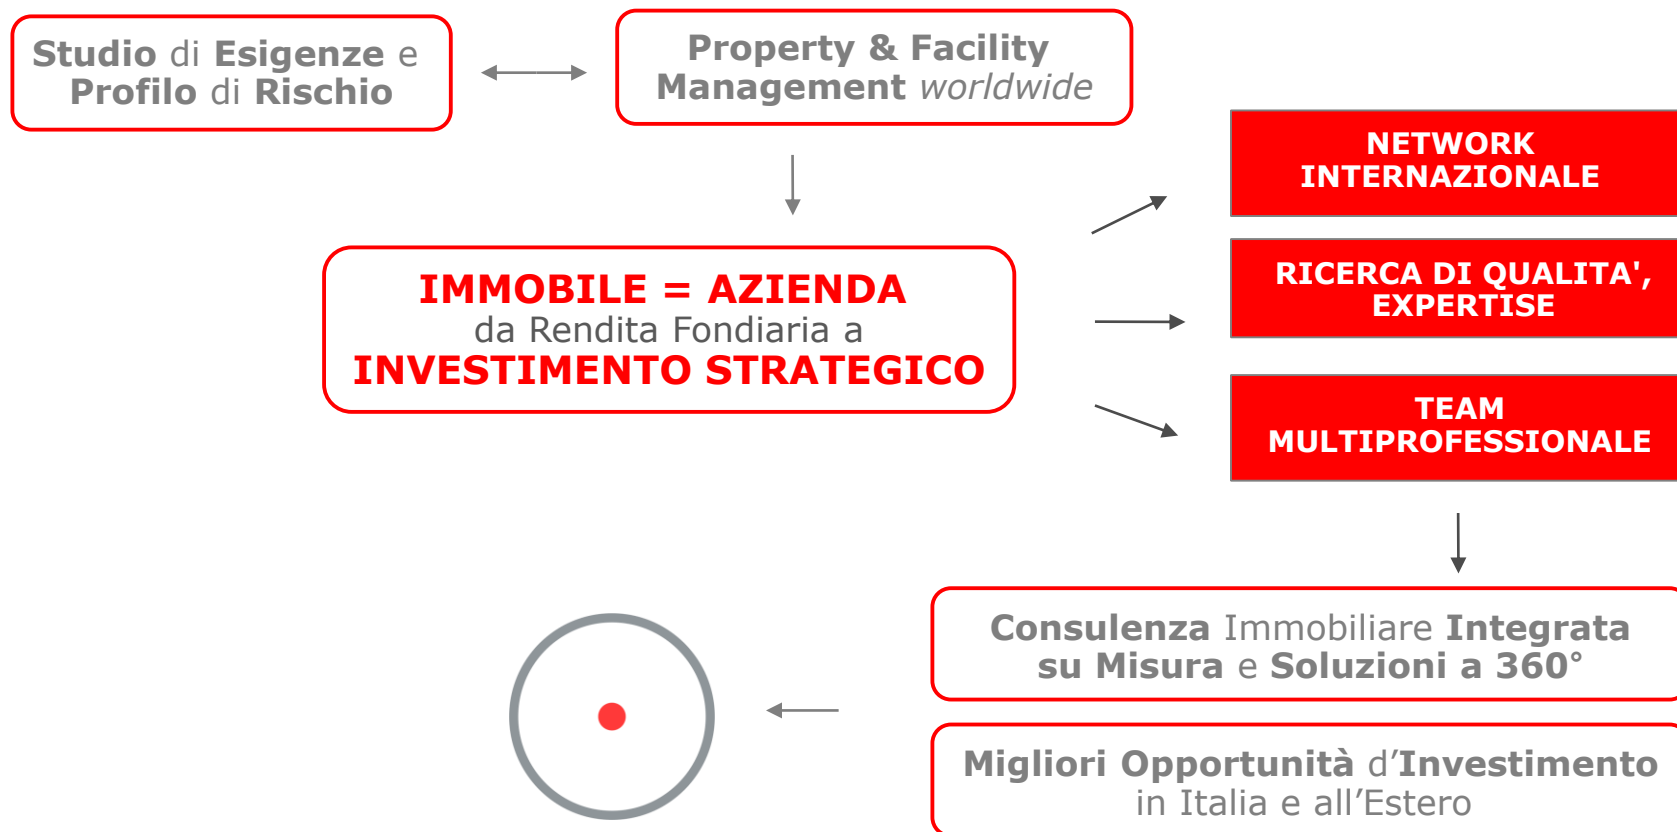 Studio di Esigenze e
Profilo di Rischio
Property & Facility
Management worldwide
NETWORK
INTERNAZIONALE
IMMOBILE = AZIENDA
da Rendita Fondiaria a
INVESTIMENTO STRATEGICO
RICERCA DI QUALITA',
EXPERTISE
TEAM
MULTIPROFESSIONALE
Consulenza Immobiliare Integrata
su Misura e Soluzioni a 360°
Migliori Opportunità d’Investimento
in Italia e all’Estero